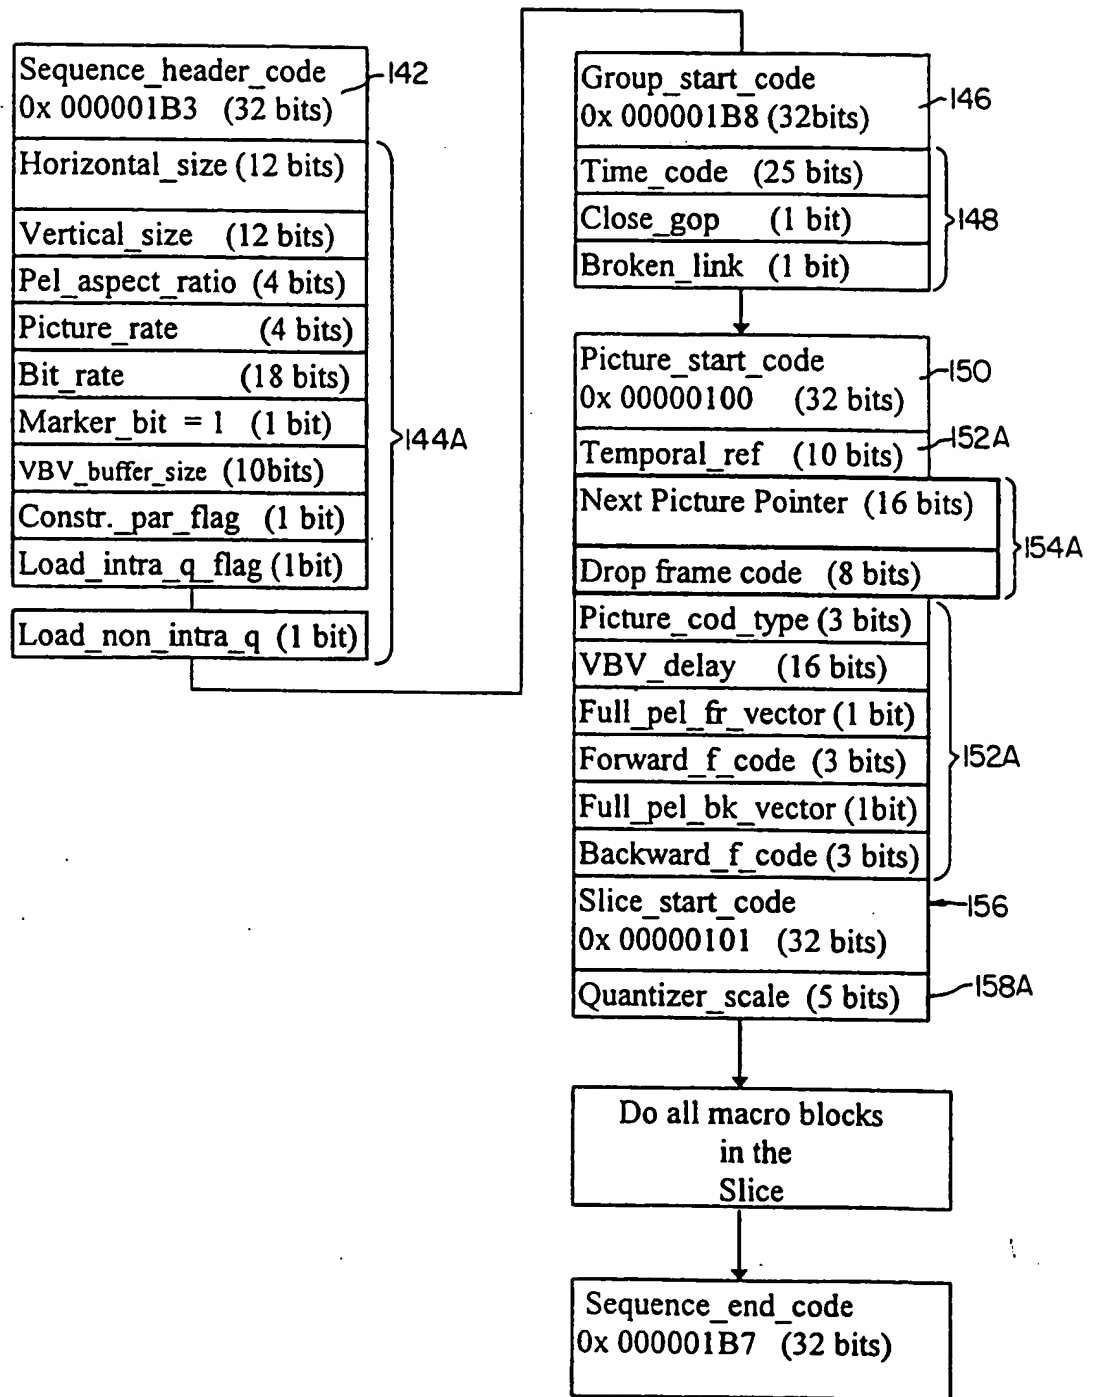 Sequence_header_code
0x 000001B3 (32 bits)
142
Horizontal_size (12 bits)
Vertical_size (12 bits)
Pel_aspect_ratio (4 bits)
Picture_rate (4 bits)
Bit_rate (18 bits)
Marker_bit = 1 (1 bit)
VBV_buffer_size (10bits)
Constr._par_flag (1 bit)
Load_intra_q_flag (1bit)
Load_non_intra_q (1 bit)
144A
Group_start_code
0x 000001B8 (32bits)
146
Time_code (25 bits)
Close_gop (1 bit)
Broken_link (1 bit)
148
Picture_start_code
0x 00000100 (32 bits)
150
Temporal_ref (10 bits)
152A
Next Picture Pointer (16 bits)
Drop frame code (8 bits)
154A
Picture_cod_type (3 bits)
VBV_delay (16 bits)
Full_pel_fr_vector (1 bit)
Forward_f_code (3 bits)
Full_pel_bk_vector (1bit)
Backward_f_code (3 bits)
152A
Slice_start_code
0x 00000101 (32 bits)
156
Quantizer_scale (5 bits)
158A
Do all macro blocks
in the
Slice
Sequence_end_code
0x 000001B7 (32 bits)